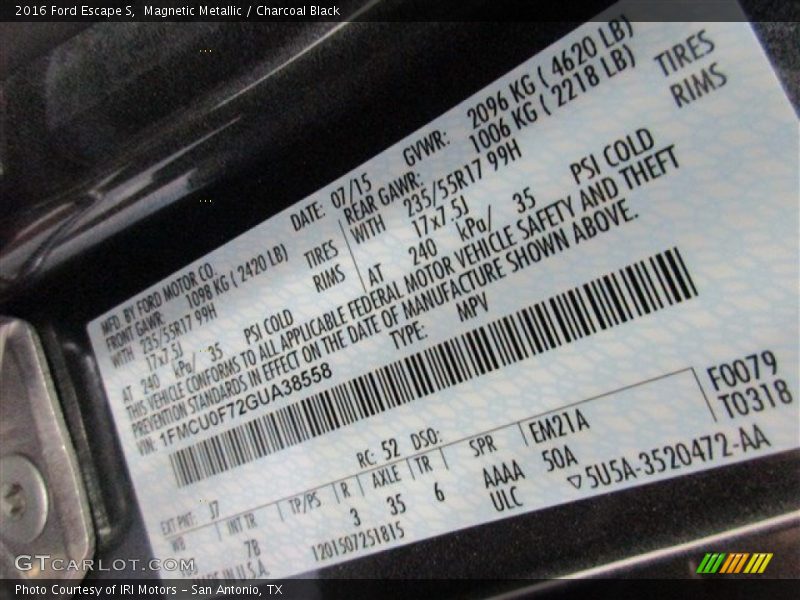 2016 Ford Escape S,  Magnetic Metallic / Charcoal Black
MFD. BY FORD MOTOR CO.
DATE: 07/15 GVWR: 2096 KG ( 4620 LB)
FRONT GAWR: 1098 KG ( 2420 LB)
REAR GAWR: 1006 KG ( 2218 LB)
WITH 235/55R17 99H TIRES
WITH 235/55R17 99H TIRES
17x7.5J RIMS
17x7.5J RIMS
AT 240 kPa/ 35 PSI COLD
AT 240 kPa/ 35 PSI COLD
THIS VEHICLE CONFORMS TO ALL APPLICABLE FEDERAL MOTOR VEHICLE SAFETY AND THEFT
PREVENTION STANDARDS IN EFFECT ON THE DATE OF MANUFACTURE SHOWN ABOVE.
VIN: 1FMCU0F72GUA38558 TYPE: MPV
F0079
T0318
RC: 52 DSO:
EXT PNT: J7 EM21A
WB INT TR TP/PS R AXLE TR SPR 50A
7B 3 35 6 AAAA
ULC
▽5U5A-3520472-AA
1201507251815
U.S.A.
GTCARLOT.COM
Photo Courtesy of IRI Motors - San Antonio, TX